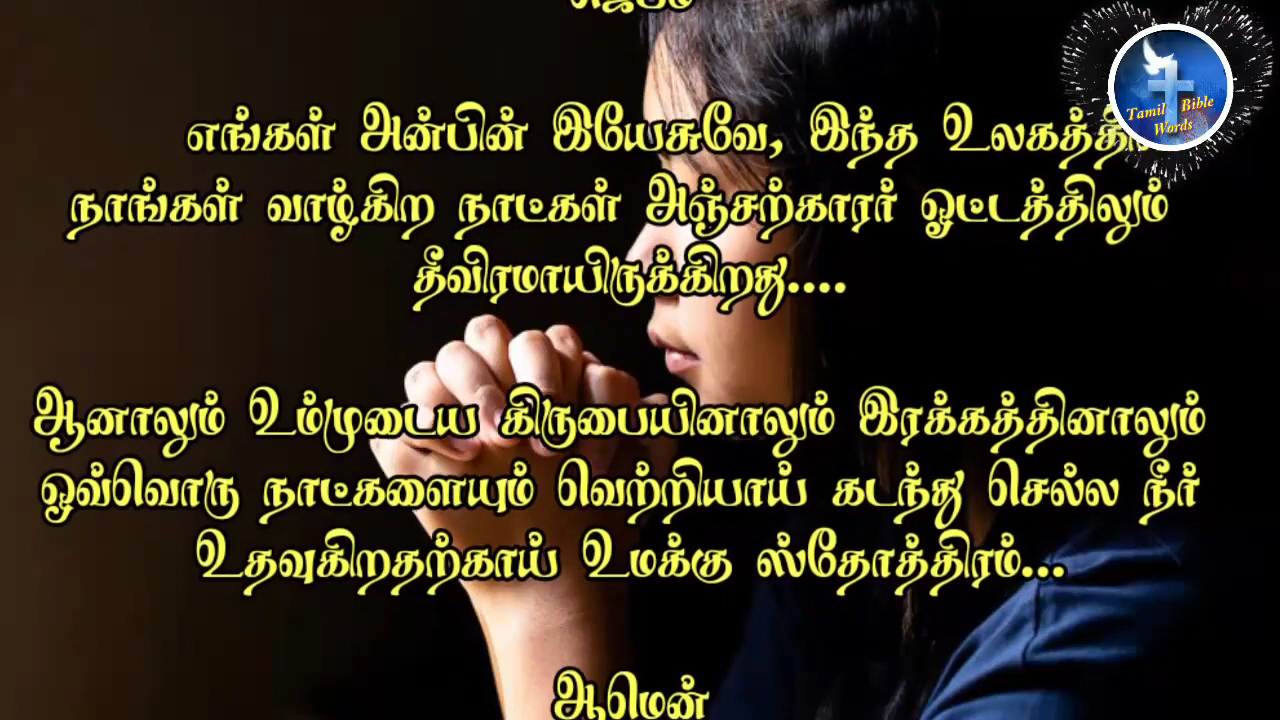 ஜெபம்
எங்கள் அன்பின் இயேசுவே, இந்த
நாங்கள் வாழ்கிற நாட்கள் அஞ்சற்காரர் ஓட்டத்திலும்
தீவிரமாயிருக்கிறது....
ஆனாலும் உம்முடைய கிருபையினாலும் இரக்கத்தினாலும்
ஒவ்வொரு நாட்களையும் வெற்றியாய் கடந்து செல்ல நீர்
உதவுகிறதற்காய் உமக்கு ஸ்தோத்திரம்...
ஆமென்
Tamil Bible
Words